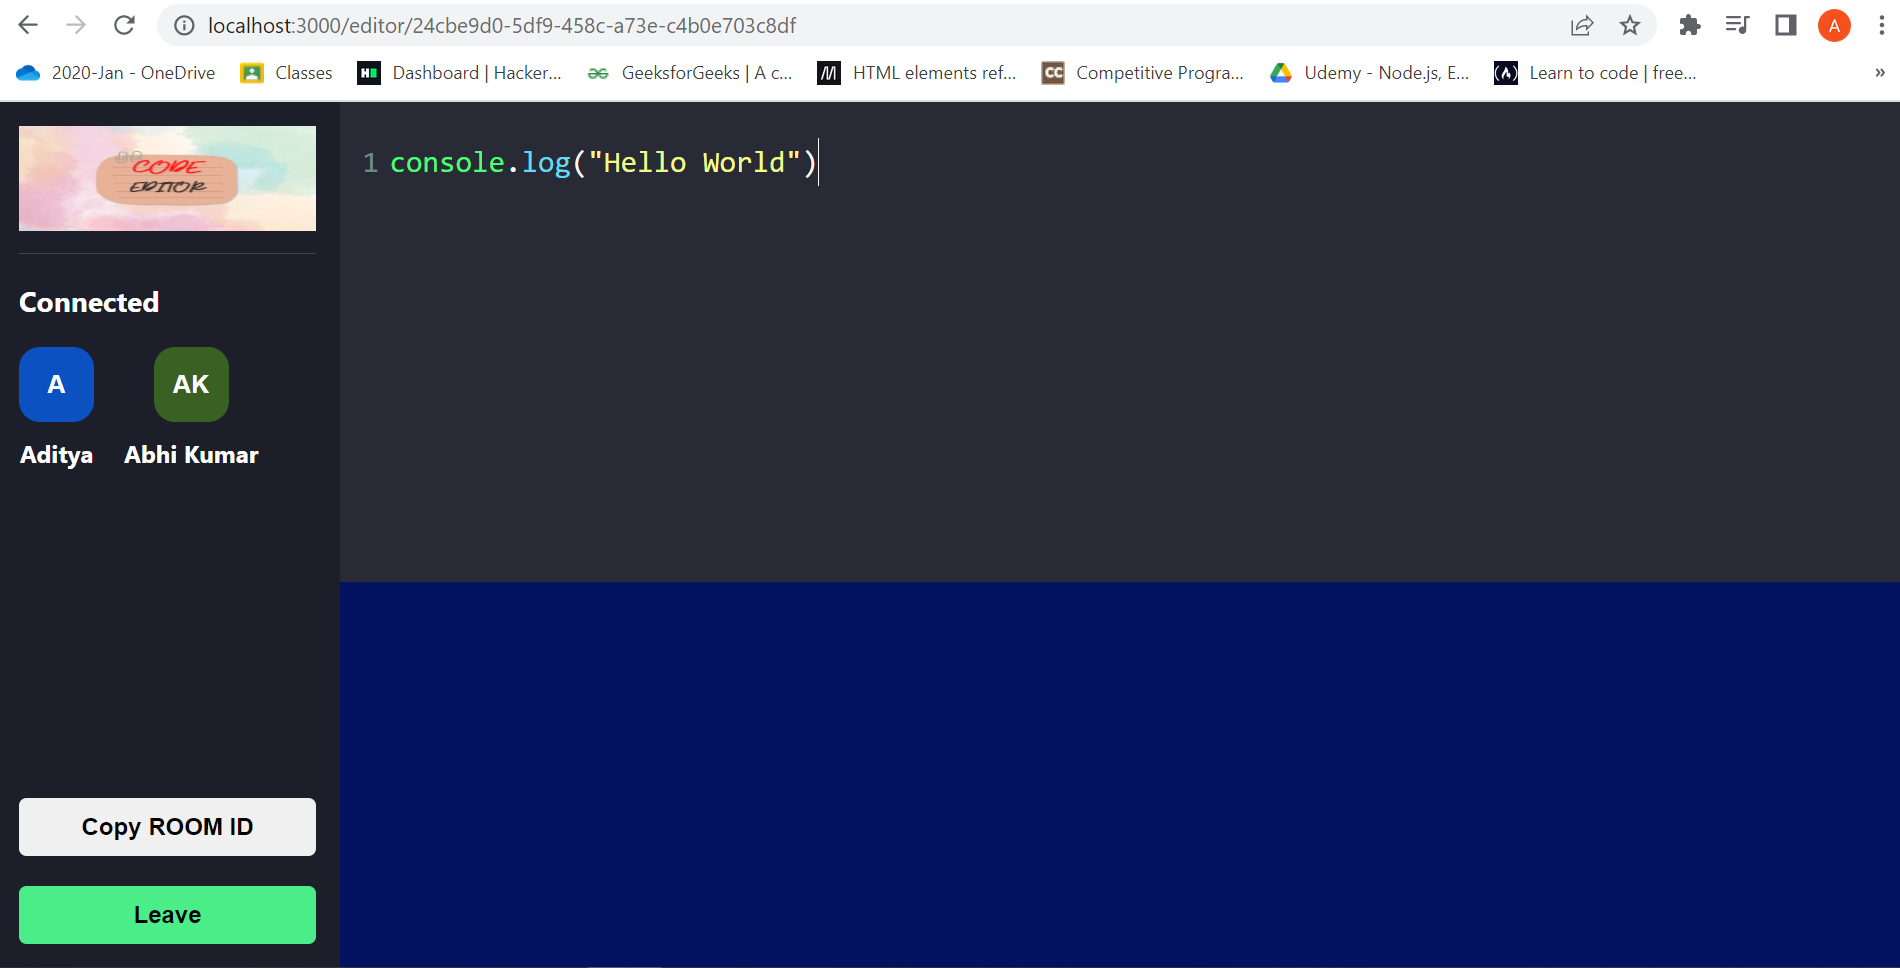 localhost:3000/editor/24cbe9d0-5df9-458c-a73e-c4b0e703c8df
A
2020-Jan - OneDrive
Classes
Dashboard | Hacker...
GeeksforGeeks | A c...
HTML elements ref...
CC
Competitive Progra...
Udemy - Node.js, E...
Learn to code | free...
»
CODE
EDITOR
1 console.log("Hello World")
Connected
A
AK
Aditya
Abhi Kumar
Copy ROOM ID
Leave